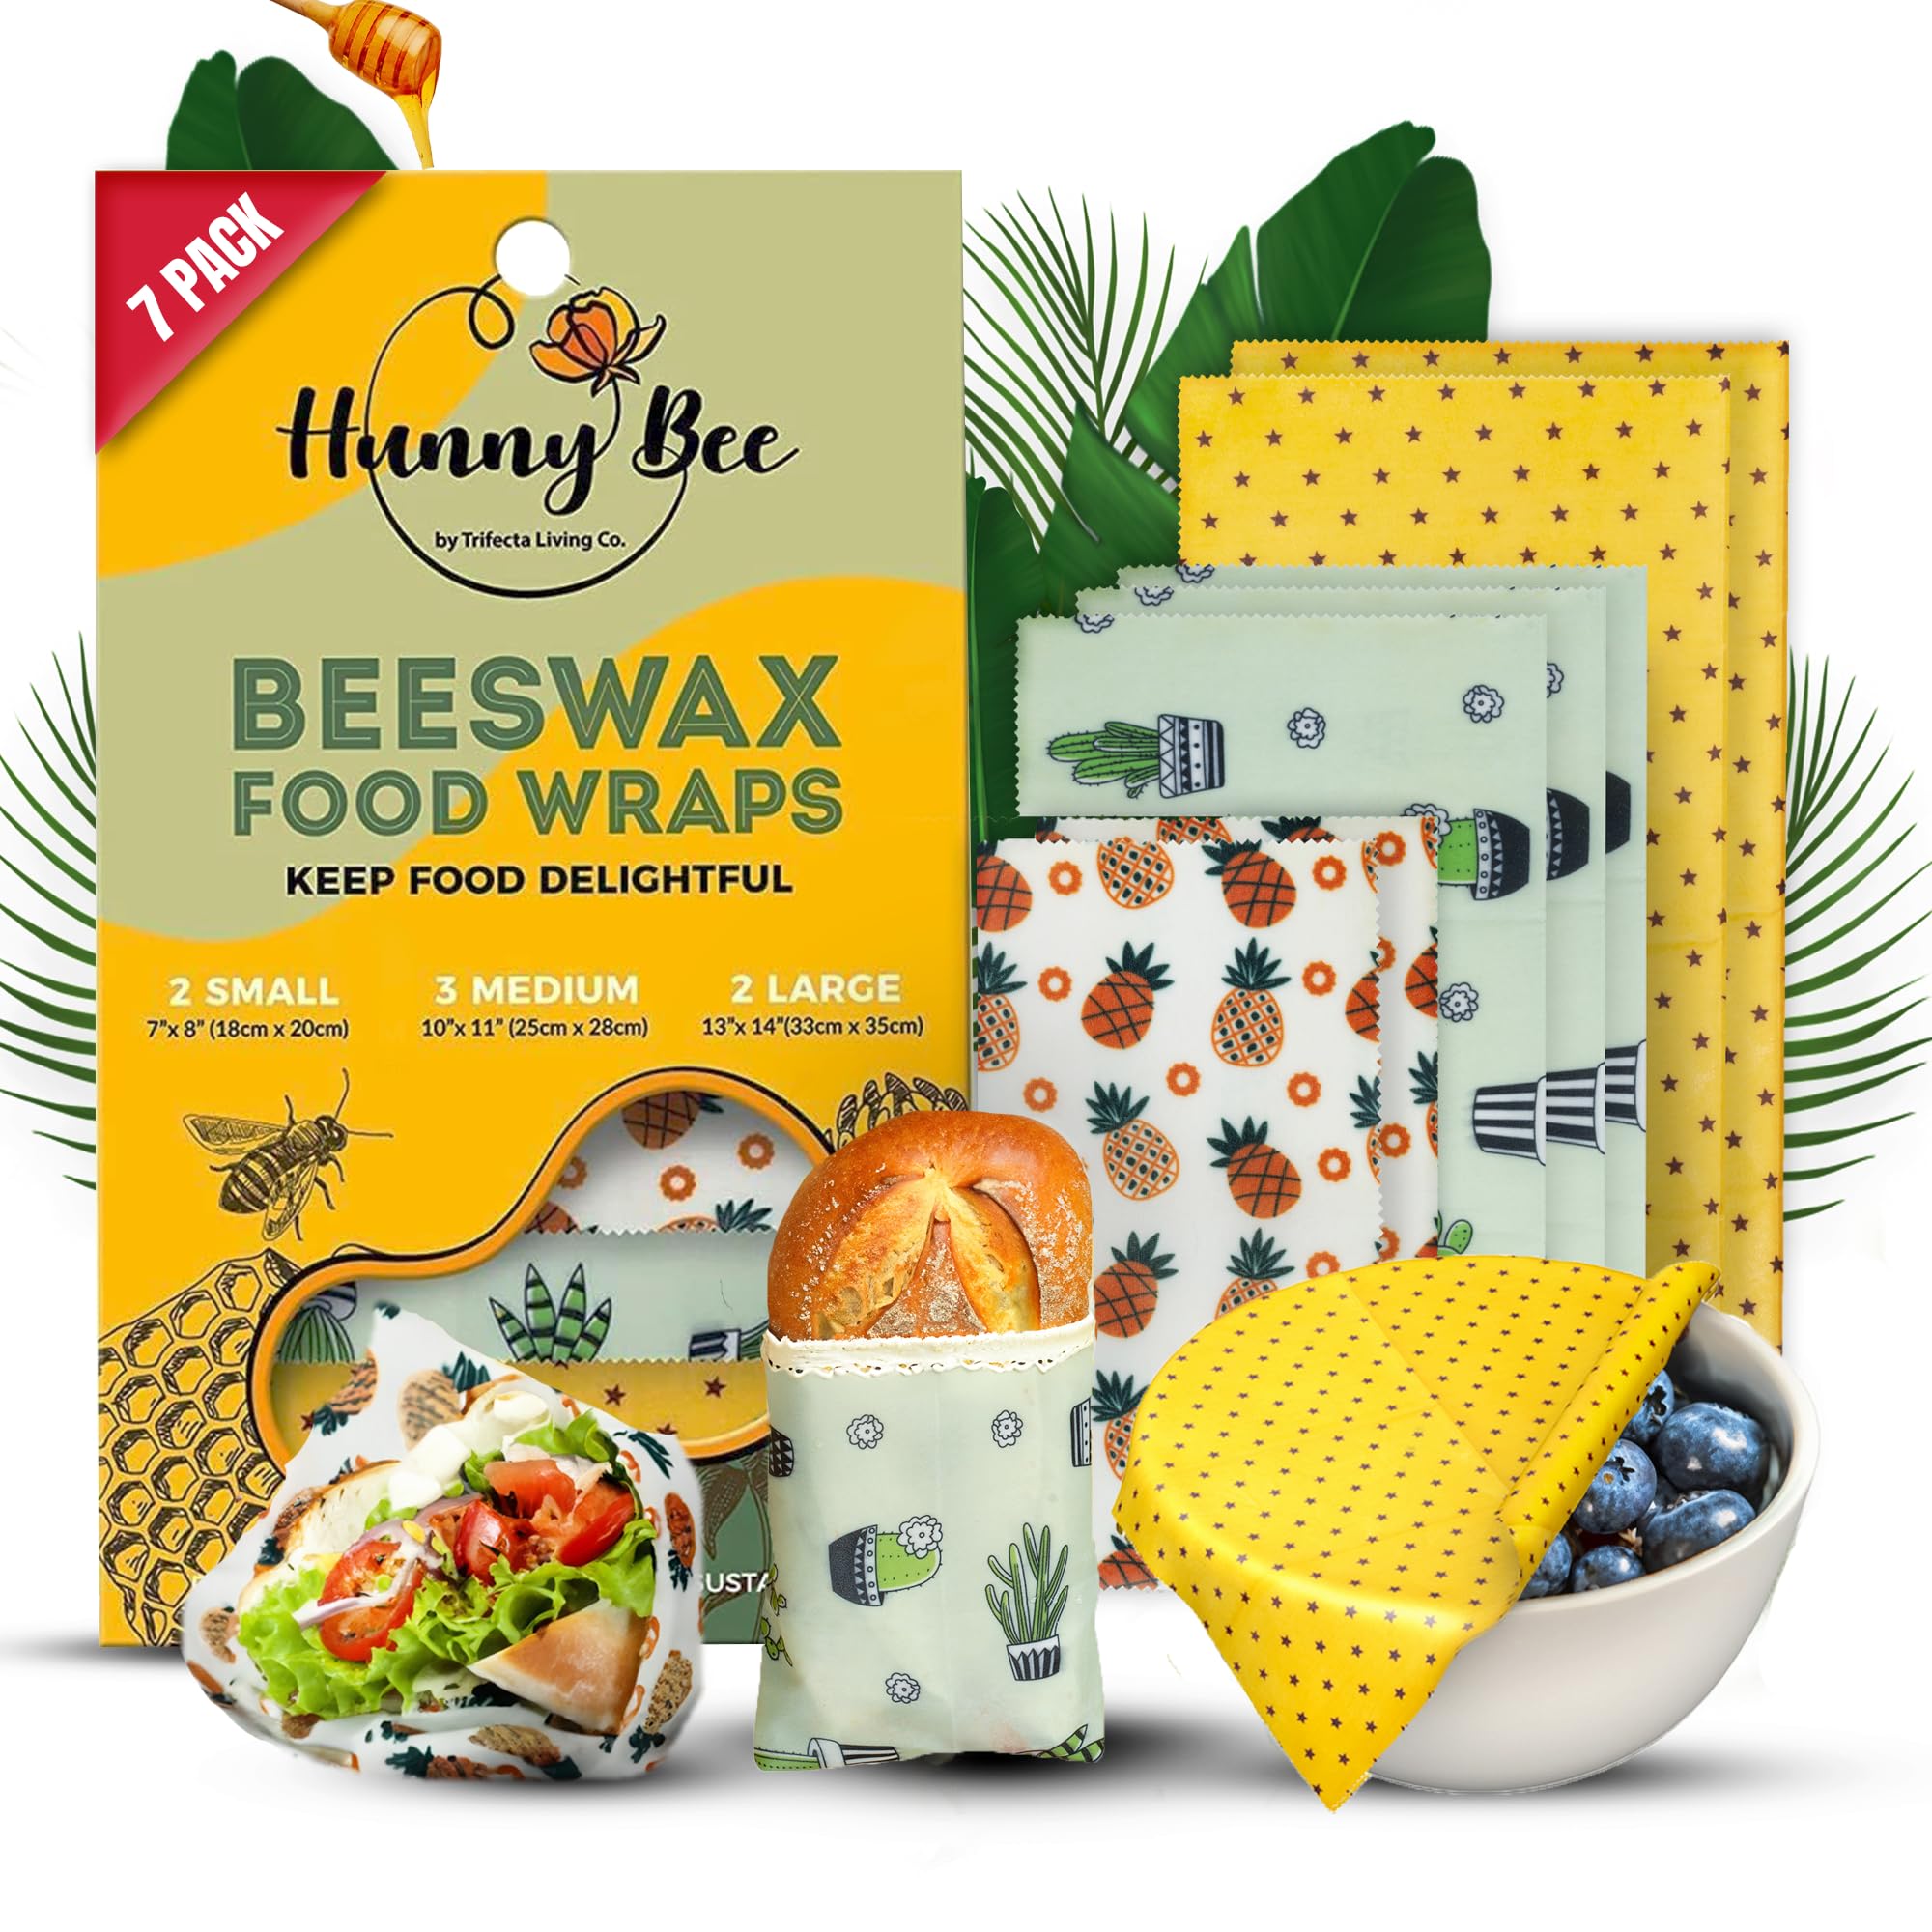 7 PACK
Hunny Bee
by Trifecta Living Co.
BEESWAX
FOOD WRAPS
KEEP FOOD DELIGHTFUL
2 SMALL
7”x 8” (18cm x 20cm)
3 MEDIUM
10”x 11” (25cm x 28cm)
2 LARGE
13”x 14”(33cm x 35cm)